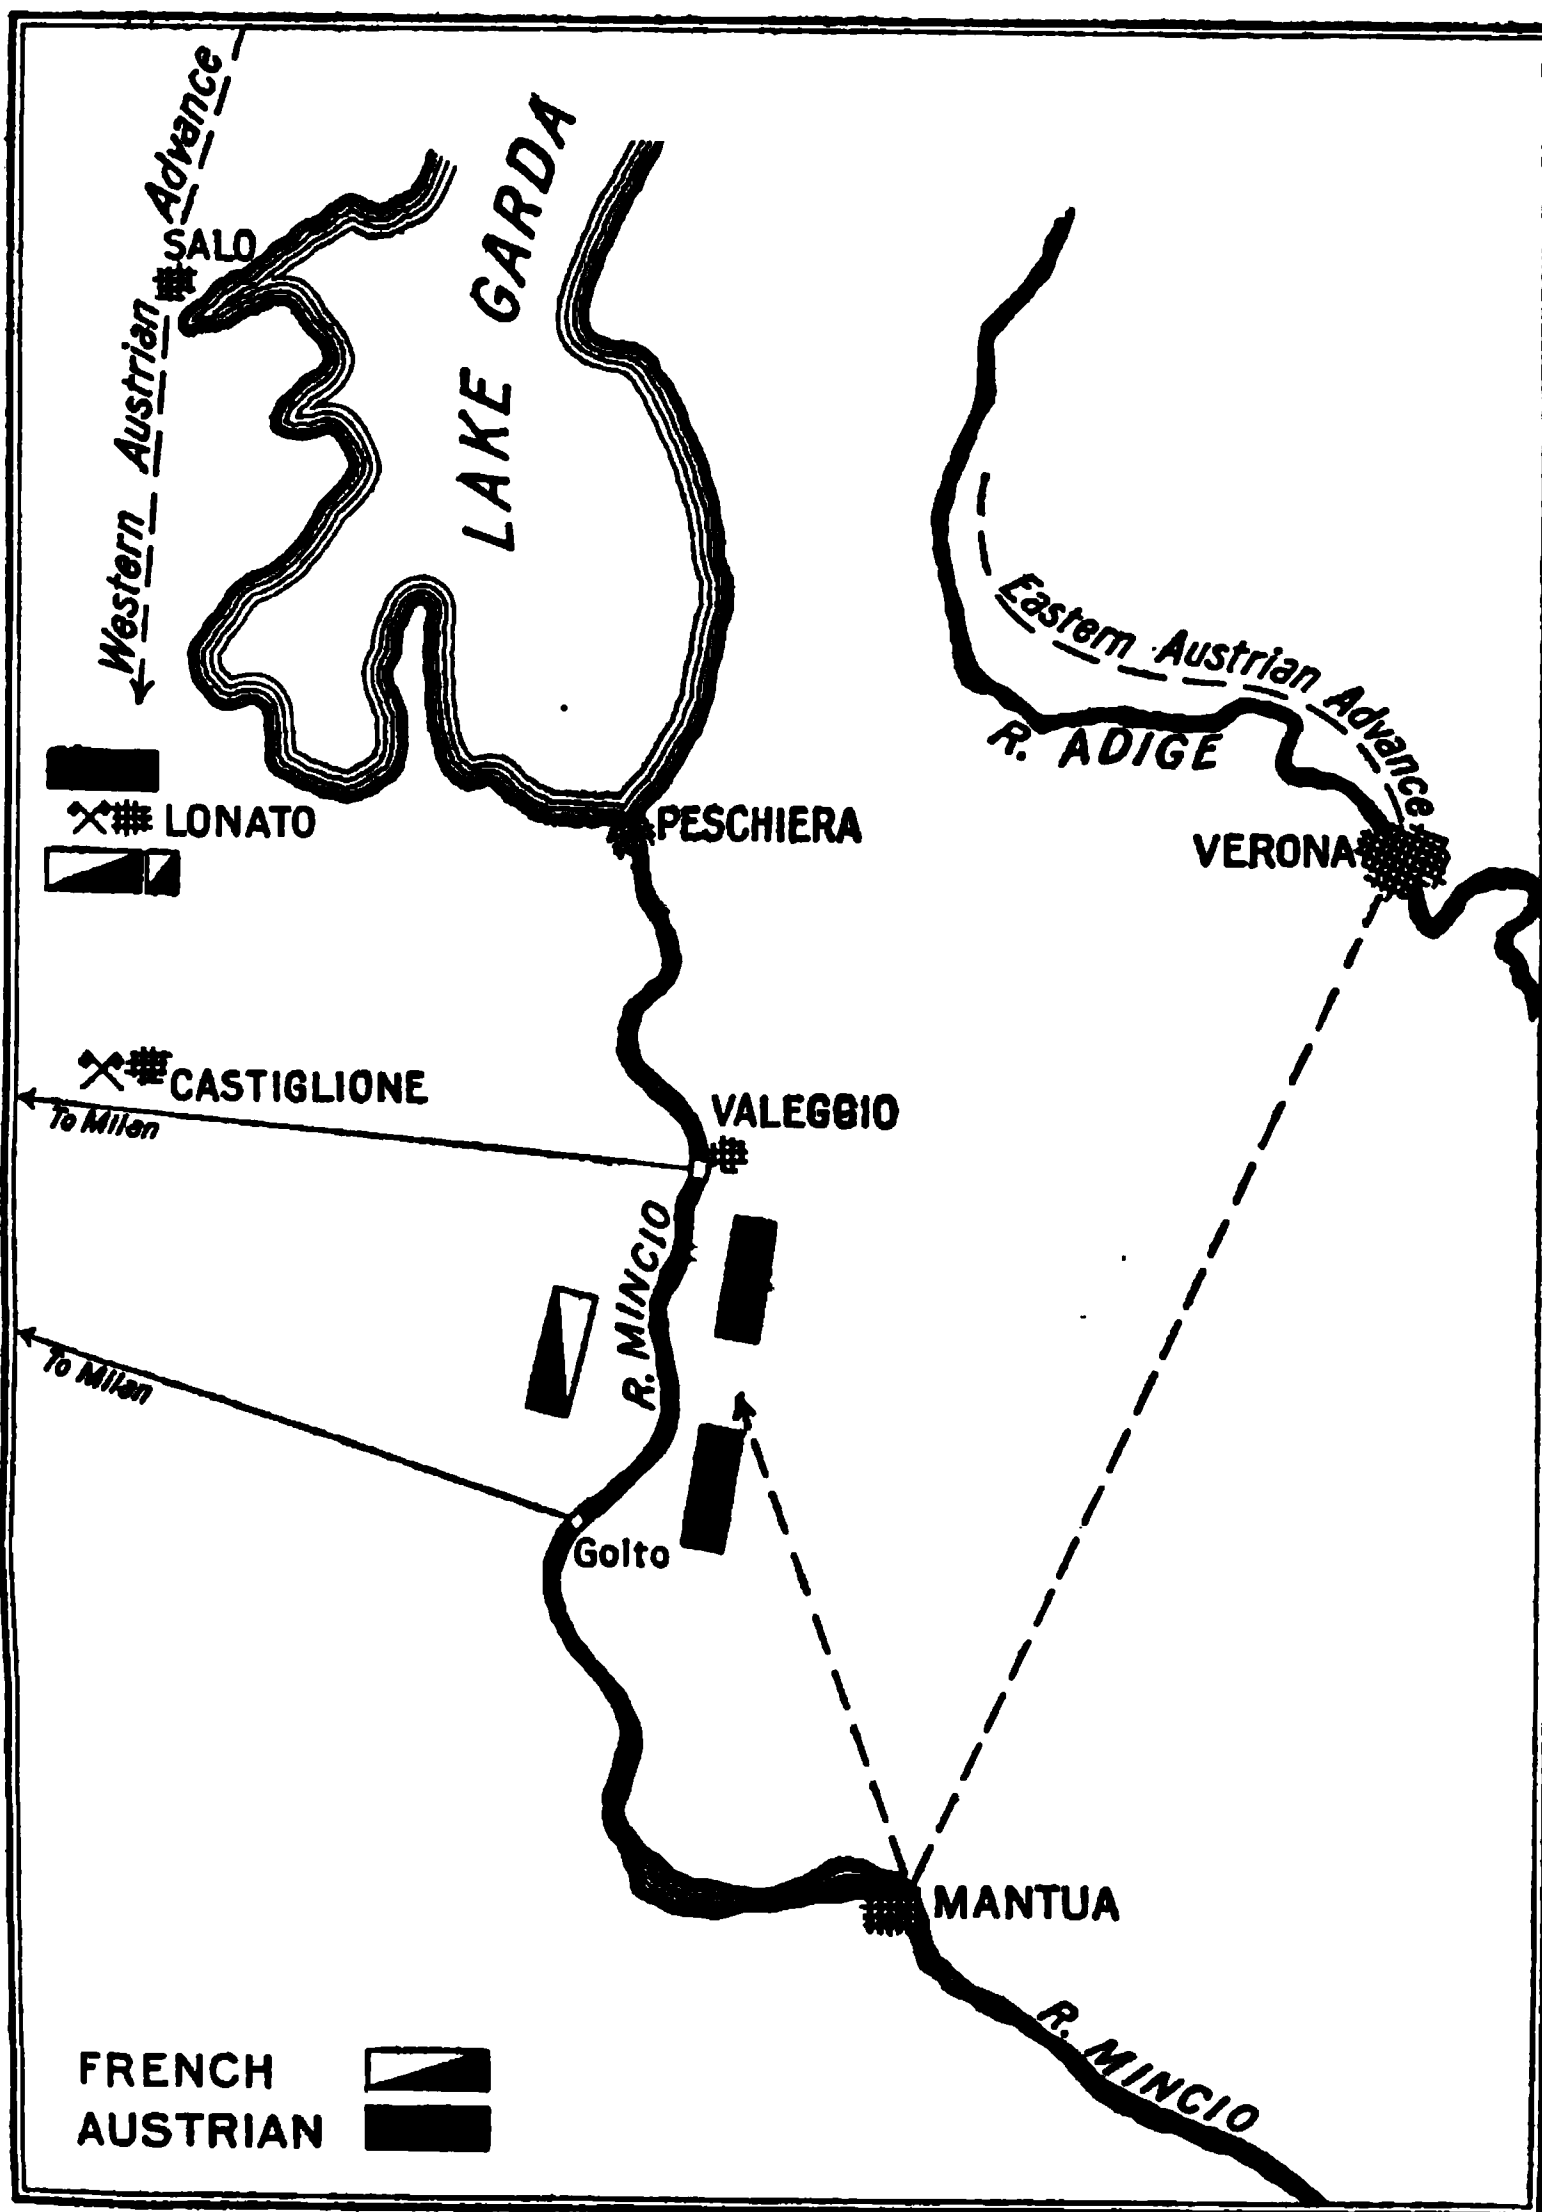 Western Austrian Advance
SALO
LAKE GARDA
Eastern Austrian Advance
R. ADIGE
LONATO
PESCHIERA
VERONA
CASTIGLIONE
To Milan
VALEGGIO
R. MINCIO
To Milan
Goito
MANTUA
R. MINCIO
FRENCH
AUSTRIAN